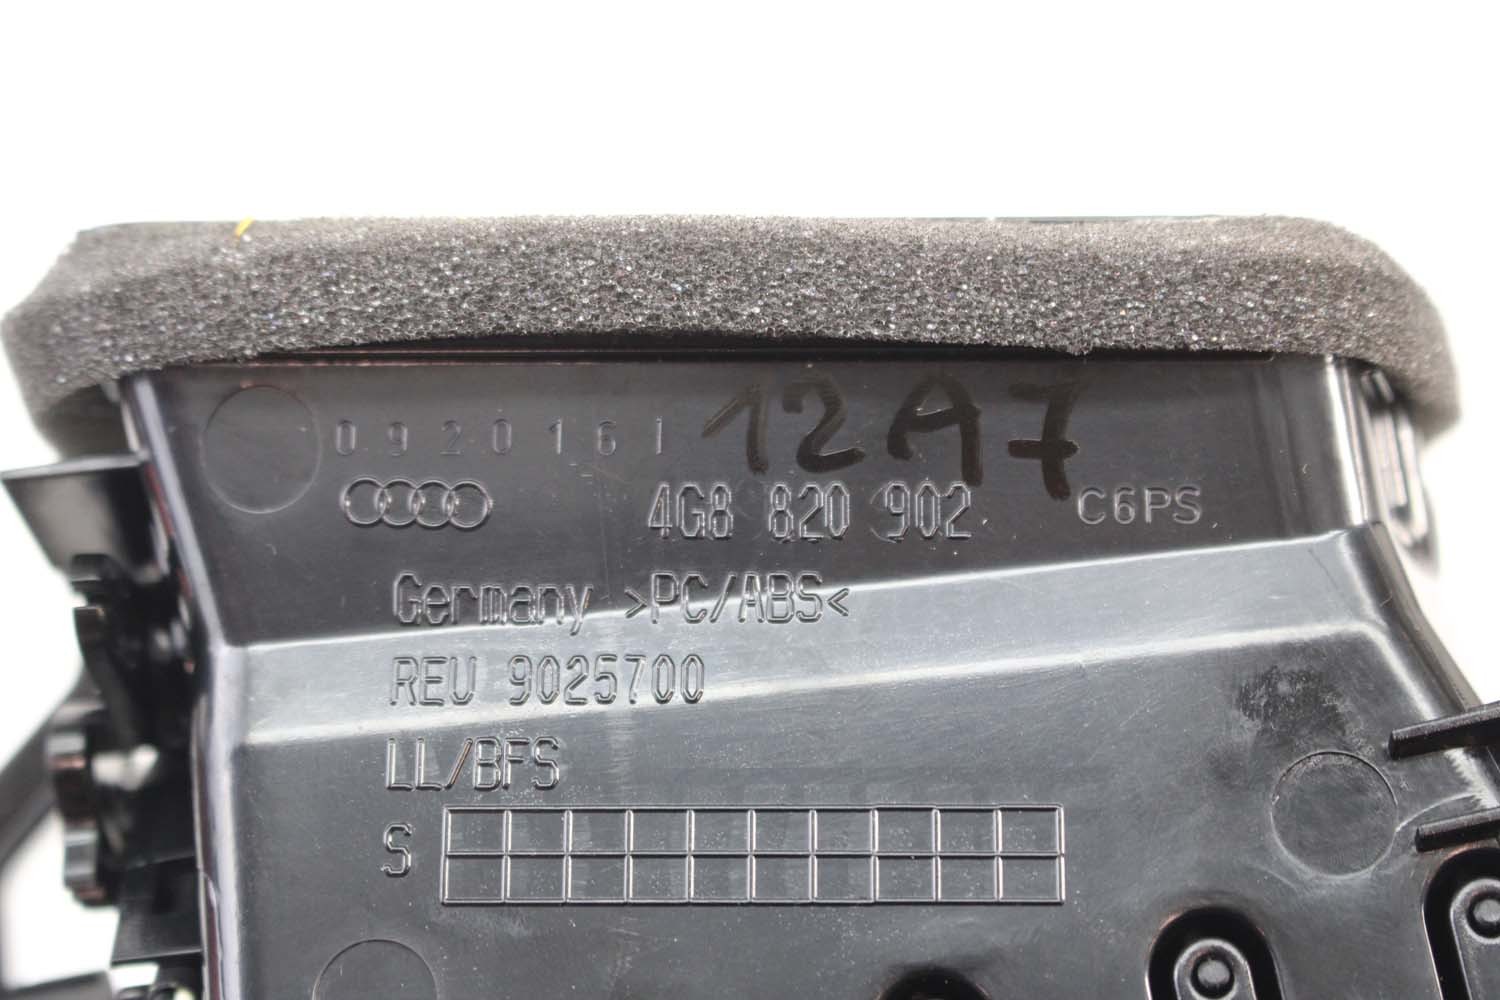 0920161 12A7
4G8 820 902 C6PS
Germany >PC/ABS<
REU 9025700
LL/BFS
S